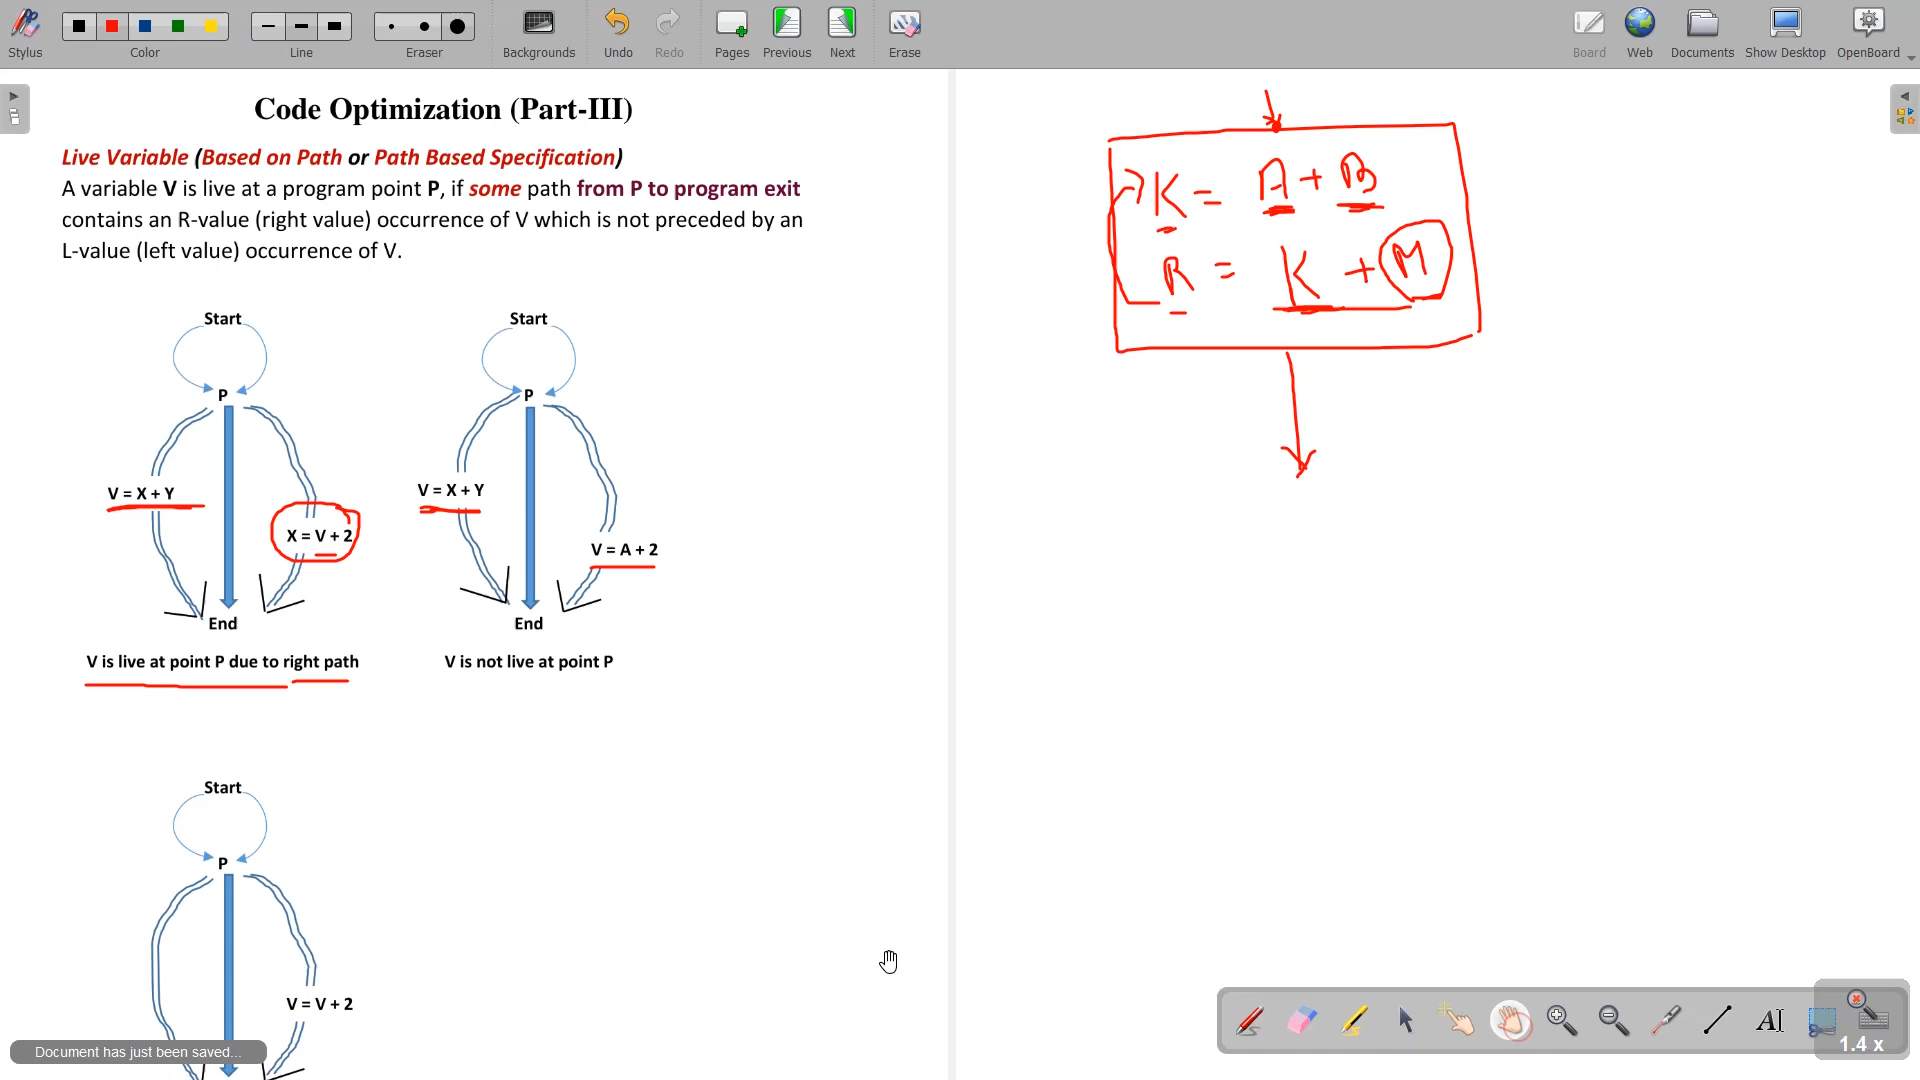 Stylus
Color
Line
Eraser
Backgrounds
Undo
Redo
Pages
Previous
Next
Erase
Board
Web
Documents
Show Desktop
OpenBoard
Code Optimization (Part-III)
Live Variable (Based on Path or Path Based Specification)
A variable V is live at a program point P, if some path from P to program exit
contains an R-value (right value) occurrence of V which is not preceded by an
L-value (left value) occurrence of V.
Start
P
V = X + Y
X = V + 2
End
V is live at point P due to right path
Start
P
V = X + Y
V = A + 2
End
V is not live at point P
Start
P
V = V + 2
K = A + B
R = K + M
Document has just been saved...
1.4 x